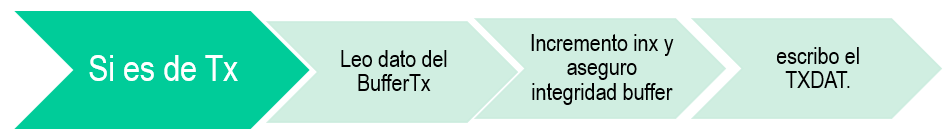 Si es de Tx
Leo dato del
BufferTx
Incremento inx y
aseguro
integridad buffer
escribo el
TXDAT.